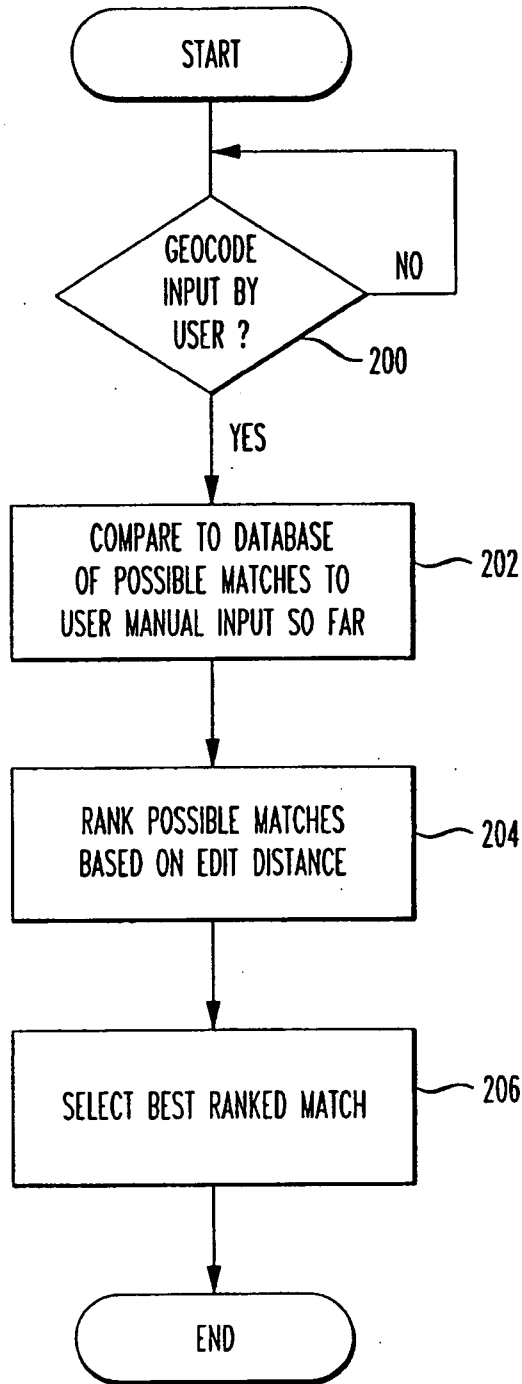 START
GEOCODE
INPUT BY
USER ?
NO
200
YES
COMPARE TO DATABASE
OF POSSIBLE MATCHES TO
USER MANUAL INPUT SO FAR
202
RANK POSSIBLE MATCHES
BASED ON EDIT DISTANCE
204
SELECT BEST RANKED MATCH
206
END